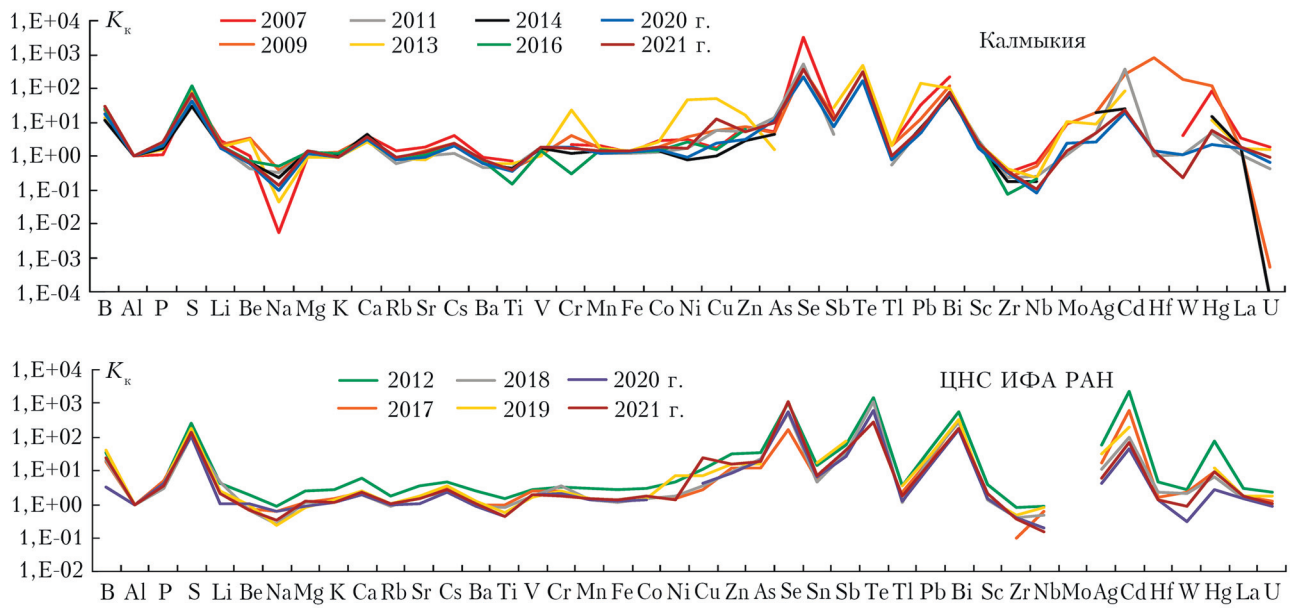 1,E+04 Kк 2007 2011 2014 2020 г.
1,E+03 2009 2013 2016 2021 г. Калмыкия
1,E+02
1,E+01
1,E+00
1,E-01
1,E-02
1,E-03
1,E-04
B Al P S Li Be Na Mg K Ca Rb Sr Cs Ba Ti V Cr Mn Fe Co Ni Cu Zn As Se Sb Te Tl Pb Bi Sc Zr Nb Mo Ag Cd Hf W Hg La U
1,E+04 Kк 2012 2018 2020 г. ЦНС ИФА РАН
1,E+03 2017 2019 2021 г.
1,E+02
1,E+01
1,E+00
1,E-01
1,E-02
B Al P S Li Be Na Mg K Ca Rb Sr Cs Ba Ti V Cr Mn Fe Co Ni Cu Zn As Se Sn Sb Te Tl Pb Bi Sc Zr Nb Mo Ag Cd Hf W Hg La U